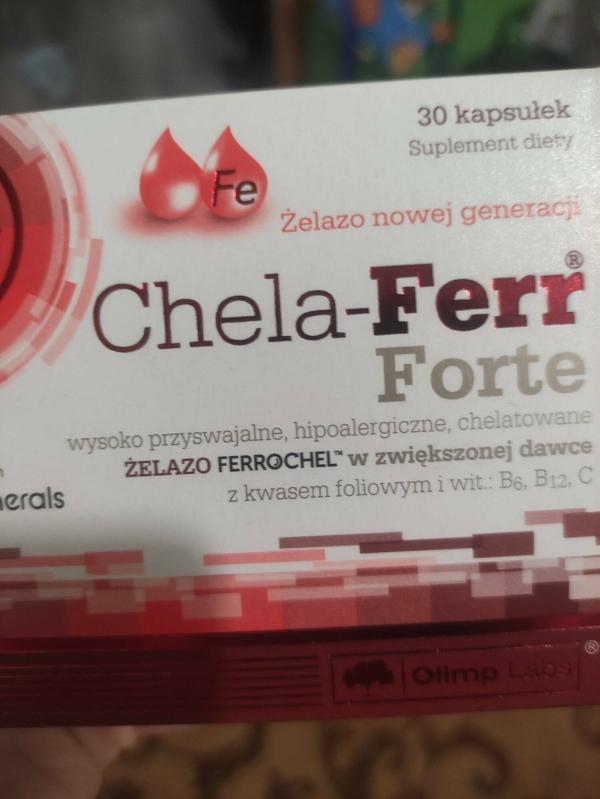 30 kapsułek
Suplement diety
Fe
Żelazo nowej generacji
Chela-Ferr®
Forte
wysoko przyswajalne, hipoalergiczne, chelatowane
ŻELAZO FERROCHEL™ w zwiększonej dawce
z kwasem foliowym i wit.: B6, B12, C
Olimp Labs®